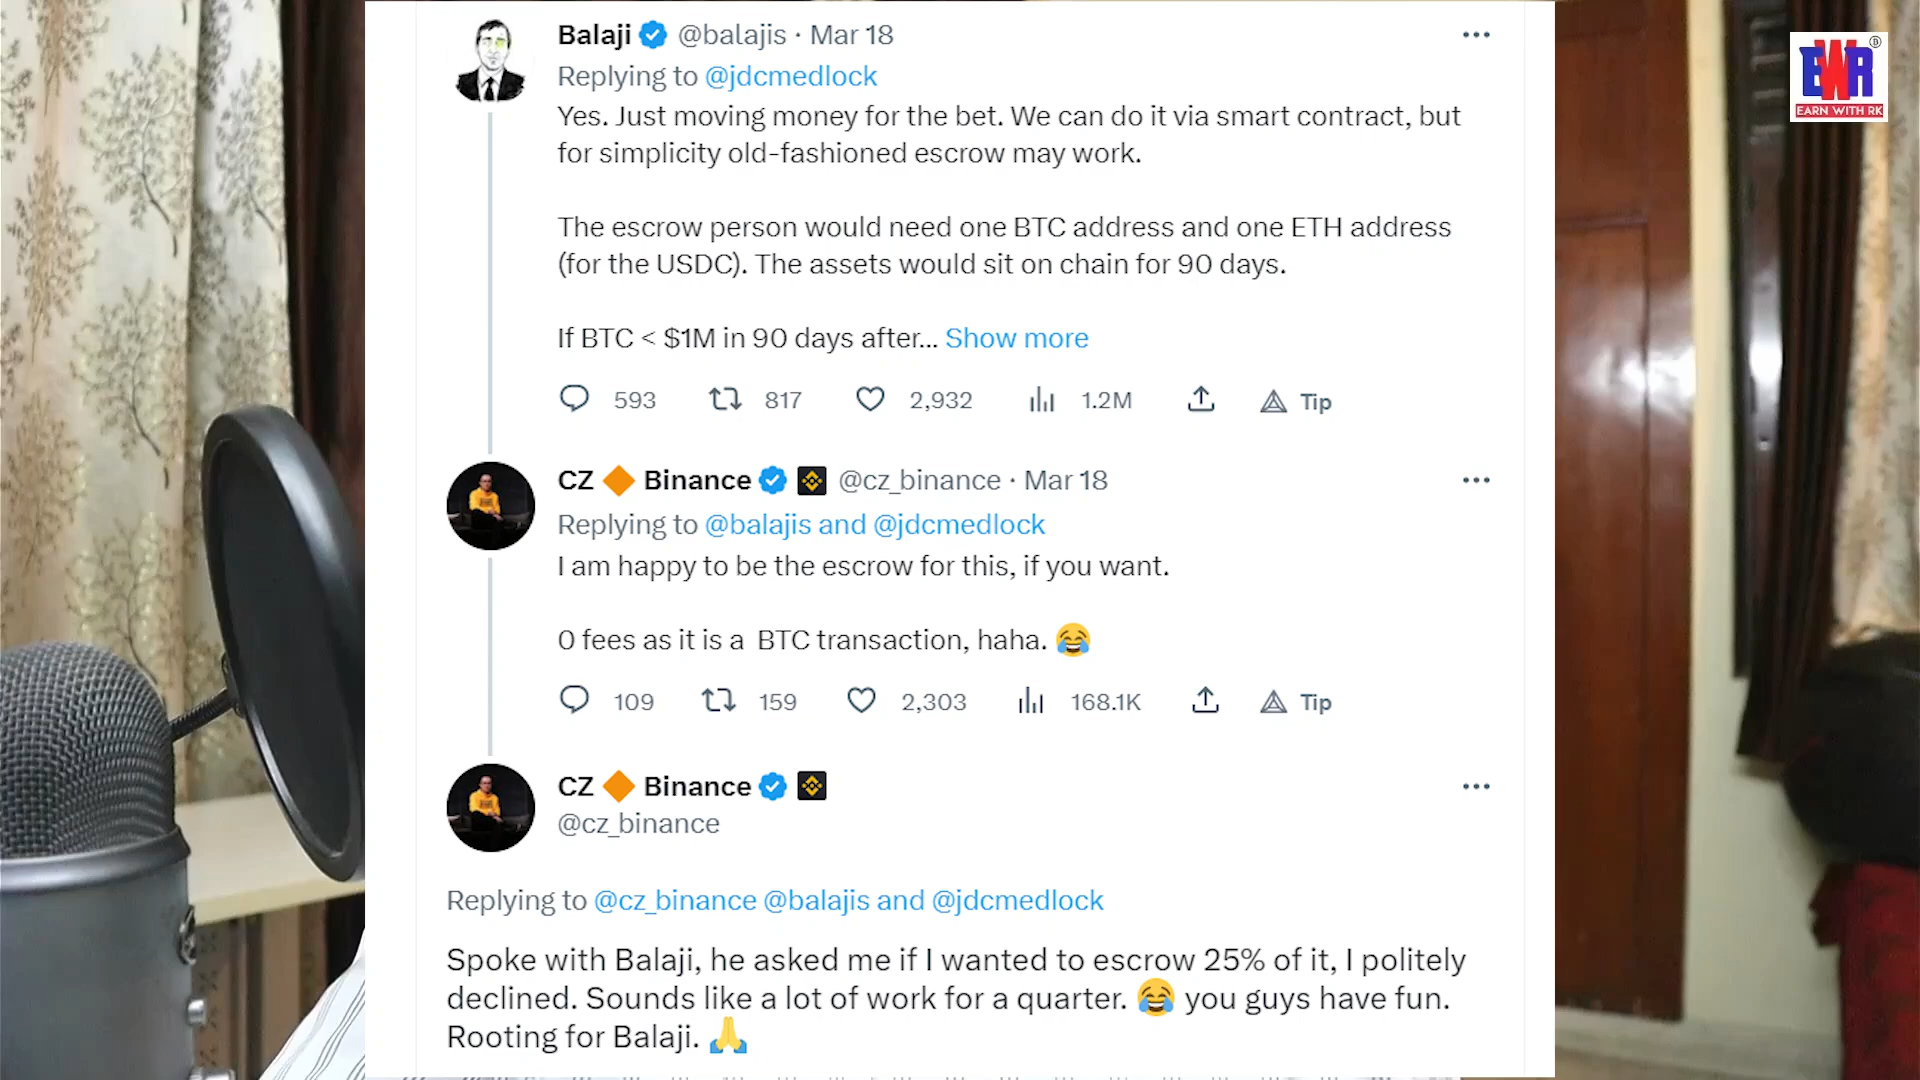 Balaji @balajis · Mar 18
Replying to @jdcmedlock
Yes. Just moving money for the bet. We can do it via smart contract, but
for simplicity old-fashioned escrow may work.
The escrow person would need one BTC address and one ETH address
(for the USDC). The assets would sit on chain for 90 days.
If BTC < $1M in 90 days after... Show more
593 817 2,932 1.2M Tip
CZ 🔶 Binance @cz_binance · Mar 18
Replying to @balajis and @jdcmedlock
I am happy to be the escrow for this, if you want.
0 fees as it is a BTC transaction, haha. 😂
109 159 2,303 168.1K Tip
CZ 🔶 Binance
@cz_binance
Replying to @cz_binance @balajis and @jdcmedlock
Spoke with Balaji, he asked me if I wanted to escrow 25% of it, I politely
declined. Sounds like a lot of work for a quarter. 😂 you guys have fun.
Rooting for Balaji. 🙏
EWR
EARN WITH RK